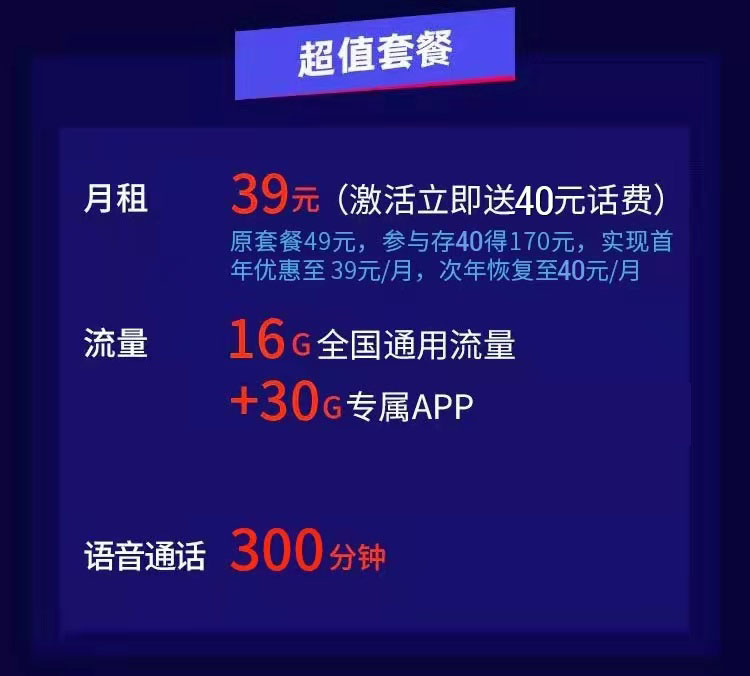 超值套餐
月租 39元（激活立即送40元话费）
原套餐49元，参与存40得170元，实现首
年优惠至 39元/月，次年恢复至40元/月
流量 16G全国通用流量
+30G专属APP
语音通话 300分钟